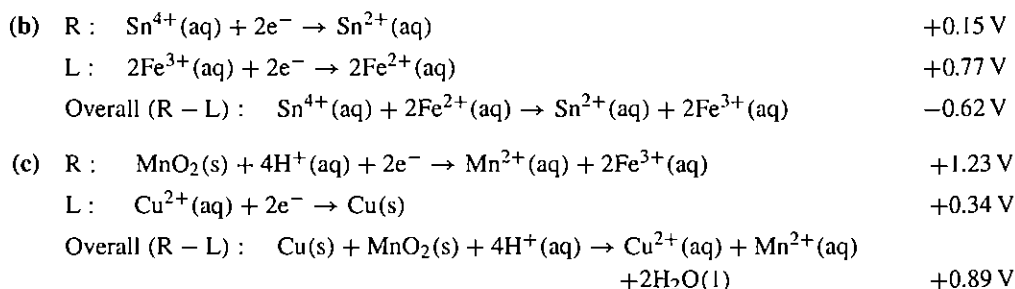 (b) R : Sn⁴⁺(aq) + 2e⁻ → Sn²⁺(aq) +0.15 V
L : 2Fe³⁺(aq) + 2e⁻ → 2Fe²⁺(aq) +0.77 V
Overall (R − L) : Sn⁴⁺(aq) + 2Fe²⁺(aq) → Sn²⁺(aq) + 2Fe³⁺(aq) −0.62 V
(c) R : MnO₂(s) + 4H⁺(aq) + 2e⁻ → Mn²⁺(aq) + 2Fe³⁺(aq) +1.23 V
L : Cu²⁺(aq) + 2e⁻ → Cu(s) +0.34 V
Overall (R − L) : Cu(s) + MnO₂(s) + 4H⁺(aq) → Cu²⁺(aq) + Mn²⁺(aq)
+2H₂O(l) +0.89 V